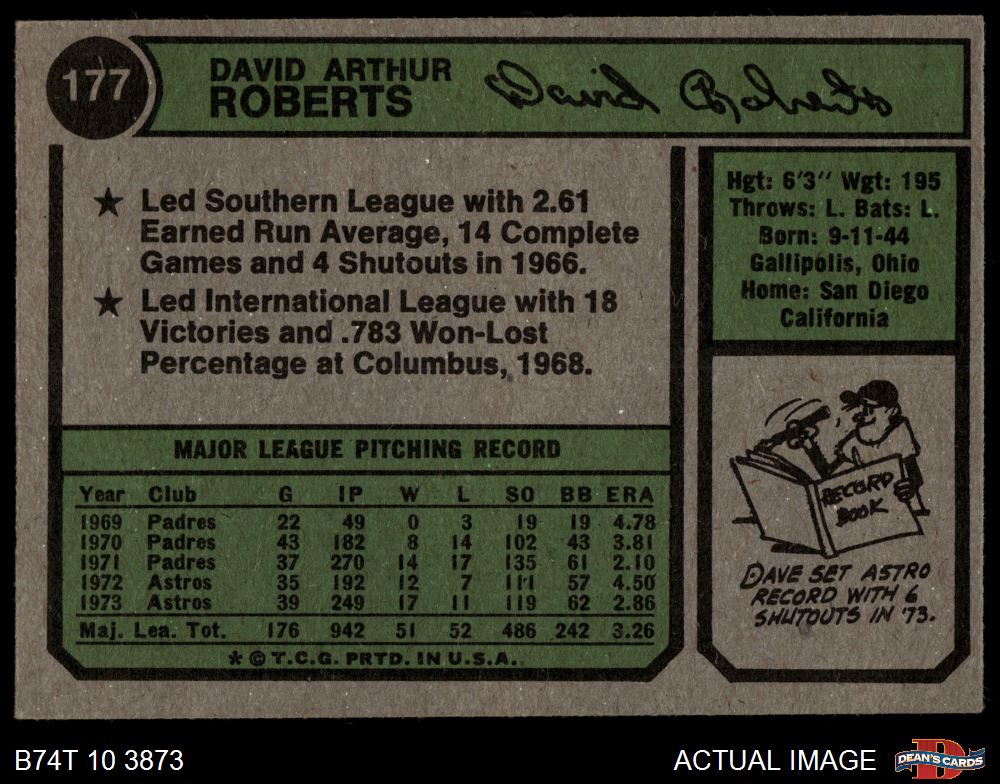 177
DAVID ARTHUR
ROBERTS
David Roberts
★ Led Southern League with 2.61
Earned Run Average, 14 Complete
Games and 4 Shutouts in 1966.
★ Led International League with 18
Victories and .783 Won-Lost
Percentage at Columbus, 1968.
Hgt: 6'3" Wgt: 195
Throws: L. Bats: L.
Born: 9-11-44
Gallipolis, Ohio
Home: San Diego
California
MAJOR LEAGUE PITCHING RECORD
Year Club G IP W L SO BB ERA
1969 Padres 22 49 0 3 19 19 4.78
1970 Padres 43 182 8 14 102 43 3.81
1971 Padres 37 270 14 17 135 61 2.10
1972 Astros 35 192 12 7 111 57 4.50
1973 Astros 39 249 17 11 119 62 2.86
Maj. Lea. Tot. 176 942 51 52 486 242 3.26
* © T.C.G. PRTD. IN U.S.A.
RECORD
BOOK
DAVE SET ASTRO
RECORD WITH 6
SHUTOUTS IN '73.
B74T 10 3873
ACTUAL IMAGE
D
DEAN'S CARDS